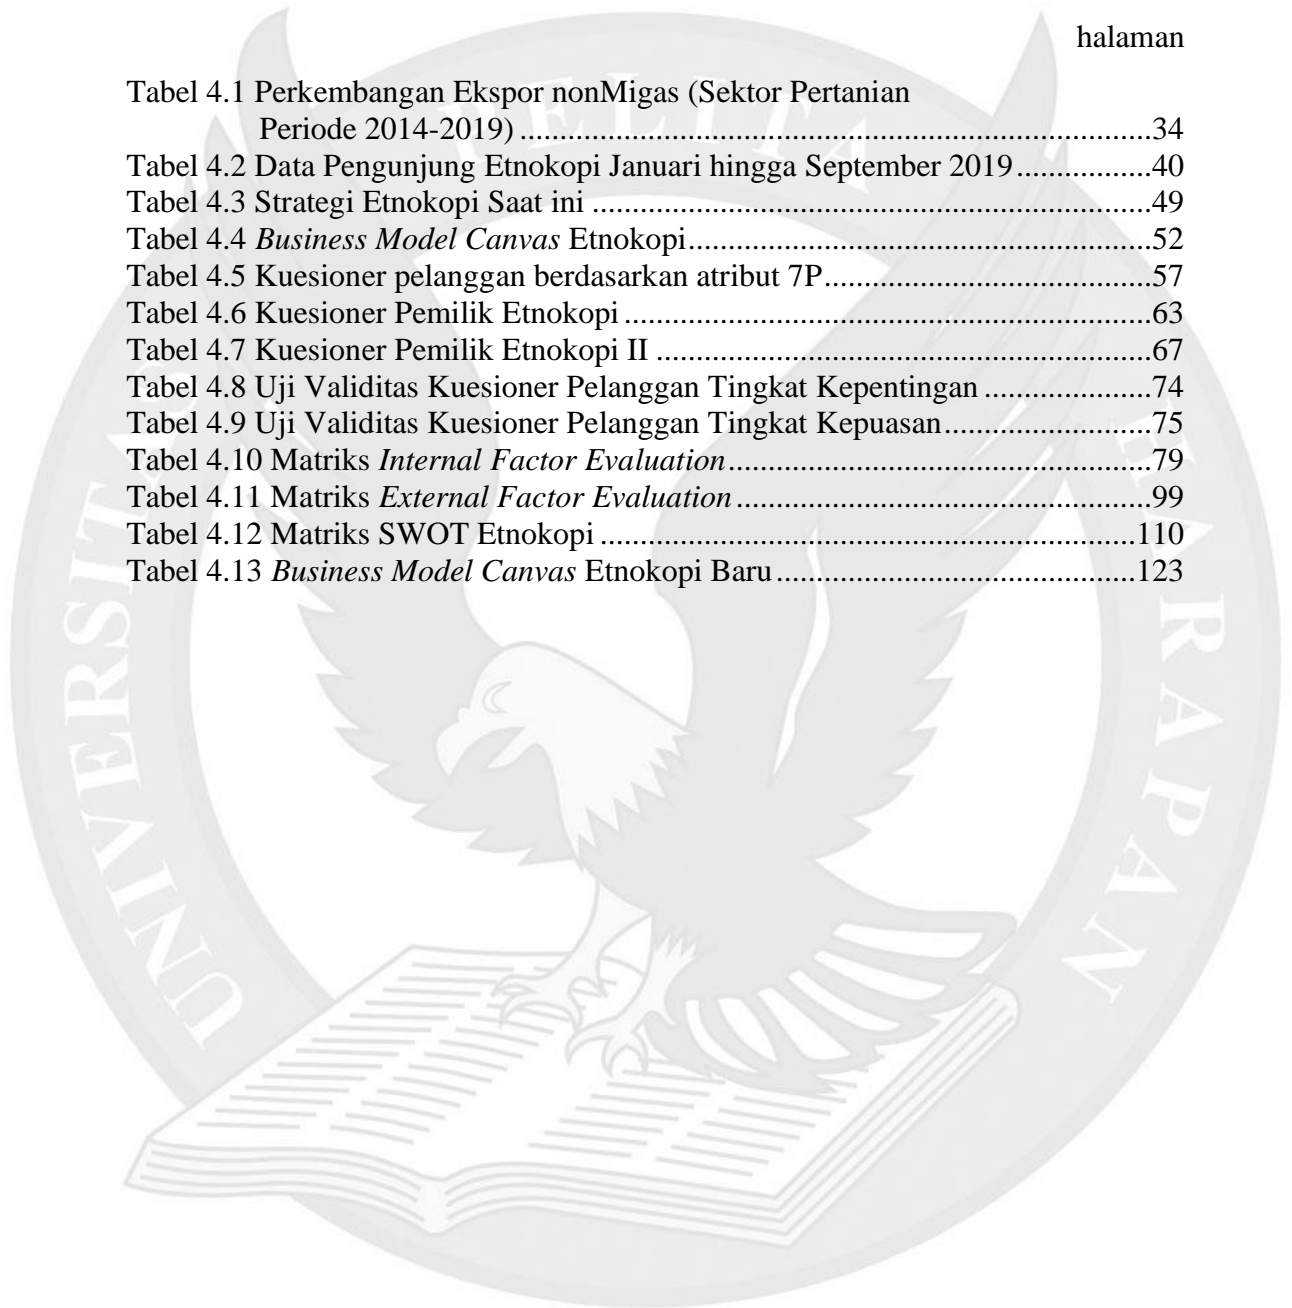 halaman
Tabel 4.1 Perkembangan Ekspor nonMigas (Sektor Pertanian
Periode 2014-2019) ................................................................................34
Tabel 4.2 Data Pengunjung Etnokopi Januari hingga September 2019 .................40
Tabel 4.3 Strategi Etnokopi Saat ini .......................................................................49
Tabel 4.4 Business Model Canvas Etnokopi...........................................................52
Tabel 4.5 Kuesioner pelanggan berdasarkan atribut 7P..........................................57
Tabel 4.6 Kuesioner Pemilik Etnokopi ...................................................................63
Tabel 4.7 Kuesioner Pemilik Etnokopi II ...............................................................67
Tabel 4.8 Uji Validitas Kuesioner Pelanggan Tingkat Kepentingan .....................74
Tabel 4.9 Uji Validitas Kuesioner Pelanggan Tingkat Kepuasan..........................75
Tabel 4.10 Matriks Internal Factor Evaluation ......................................................79
Tabel 4.11 Matriks External Factor Evaluation .....................................................99
Tabel 4.12 Matriks SWOT Etnokopi ....................................................................110
Tabel 4.13 Business Model Canvas Etnokopi Baru ..............................................123
UNIVERSITAS PELITA HARAPAN